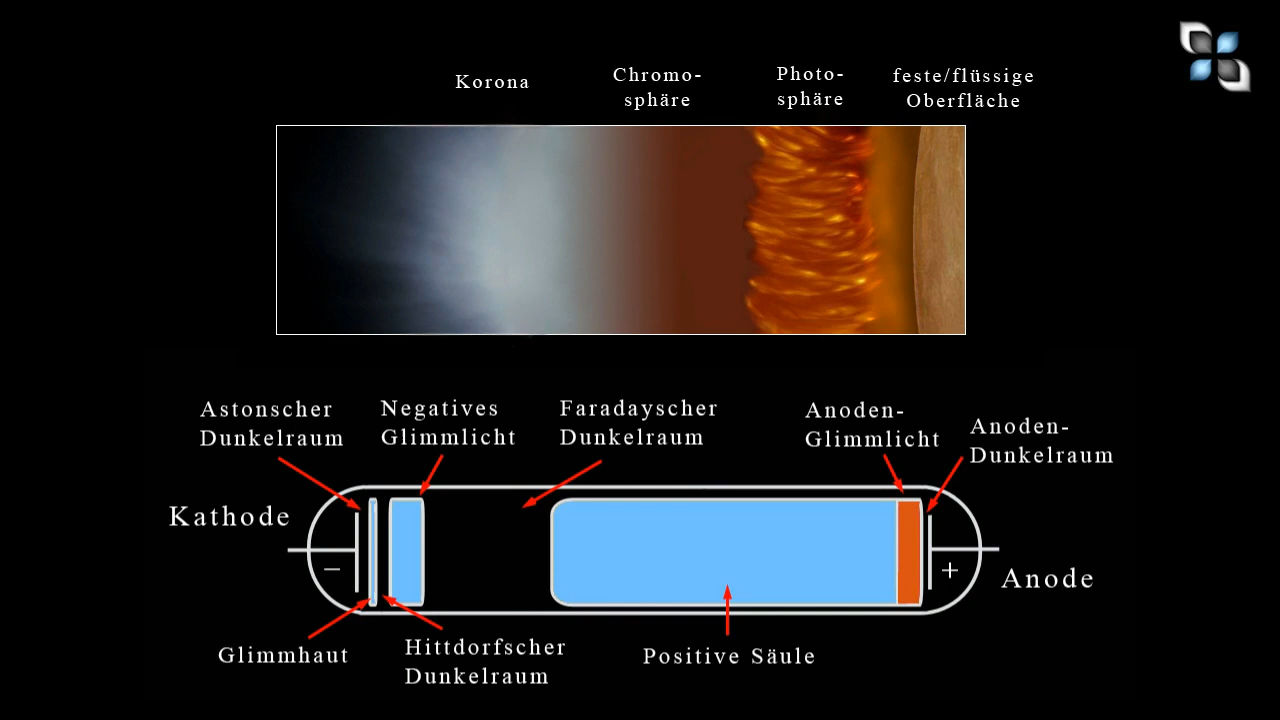 Korona
Chromo-
sphäre
Photo-
sphäre
feste/flüssige
Oberfläche
Astonscher
Dunkelraum
Negatives
Glimmlicht
Faradayscher
Dunkelraum
Anoden-
Glimmlicht
Anoden-
Dunkelraum
Kathode
−
+
Anode
Glimmhaut
Hittdorfscher
Dunkelraum
Positive Säule